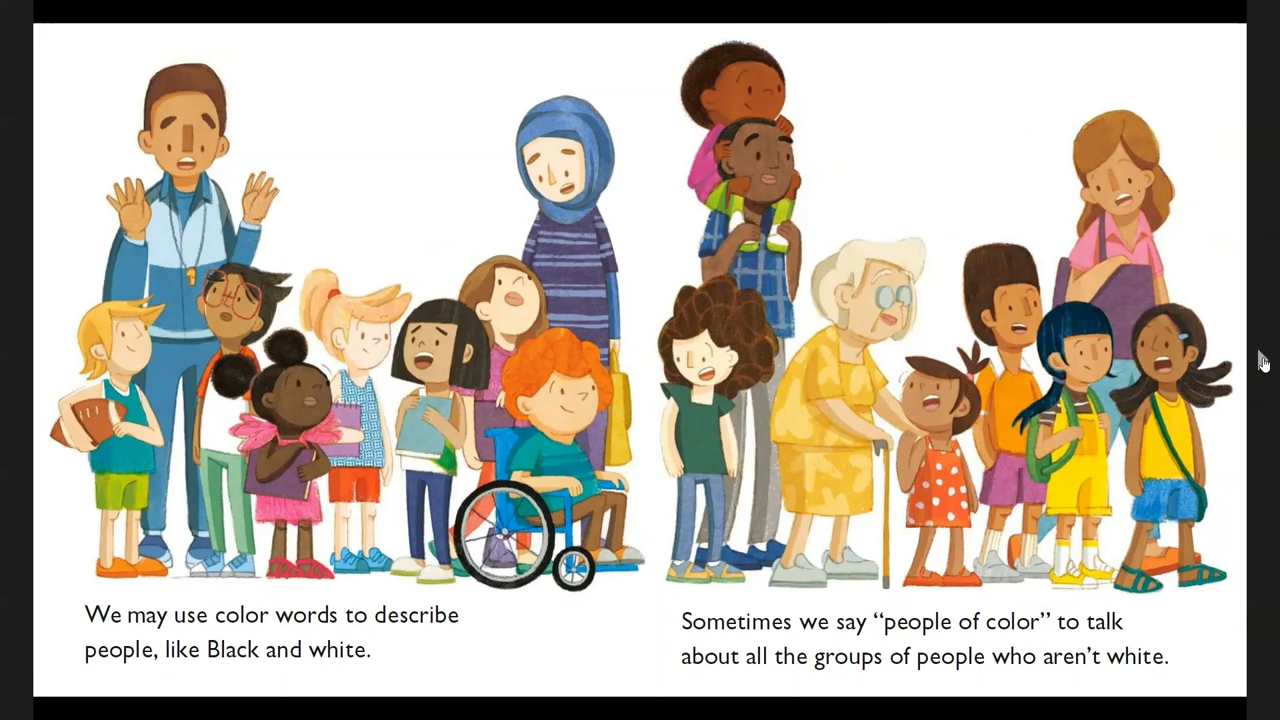 We may use color words to describe
people, like Black and white.
Sometimes we say “people of color” to talk
about all the groups of people who aren’t white.